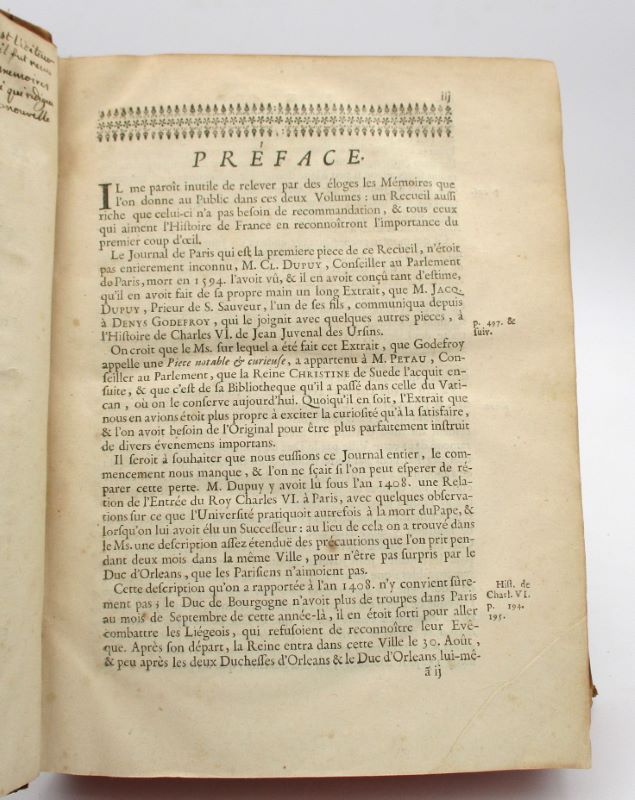 st Lieteur
il fut reçu
memoires
i qu'redigea
nouvelle
iij
PRÉFACE.
IL me paroît inutile de relever par des éloges les Mémoires que
l'on donne au Public dans ces deux Volumes : un Recueil aussi
riche que celui-ci n'a pas besoin de recommandation, & tous ceux
qui aiment l'Histoire de France en reconnoîtront l'importance du
premier coup d'œil.
Le Journal de Paris qui est la premiere piece de ce Recueil, n'étoit
pas entierement inconnu, M. CL. DUPUY, Conseiller au Parlement
de Paris, mort en 1594. l'avoit vû, & il en avoit conçû tant d'estime,
qu'il en avoit fait de sa propre main un long Extrait, que M. JACQ.
DUPUY, Prieur de S. Sauveur, l'un de ses fils, communiqua depuis
à DENYS GODEFROY, qui le joignit avec quelques autres pieces, à
l'Histoire de Charles VI. de Jean Juvenal des Ursins.
p. 497. &
suiv.
On croit que le Ms. sur lequel a été fait cet Extrait, que Godefroy
appelle une Piece notable & curieuse, a appartenu à M. PETAU, Con-
seiller au Parlement, que la Reine CHRISTINE de Suede l'acquit en-
suite, & que c'est de sa Bibliotheque qu'il a passé dans celle du Vati-
can, où on le conserve aujourd'hui. Quoiqu'il en soit, l'Extrait que
nous en avions étoit plus propre à exciter la curiosité qu'à la satisfaire,
& l'on avoit besoin de l'Original pour être plus parfaitement instruit
de divers évenemens importans.
Il seroit à souhaiter que nous eussions ce Journal entier, le com-
mencement nous manque, & l'on ne sçait si l'on peut esperer de ré-
parer cette perte. M. Dupuy y avoit lû sous l'an 1408. une Rela-
tion de l'Entrée du Roy Charles VI. à Paris, avec quelques observa-
tions sur ce que l'Université pratiquoit autrefois à la mort du Pape, &
lorsqu'on lui avoit élu un Successeur : au lieu de cela on a trouvé dans
le Ms. une description assez étenduë des précautions que l'on prit pen-
dant deux mois dans la même Ville, pour n'être pas surpris par le
Duc d'Orleans, que les Parisiens n'aimoient pas.
Cette description qu'on a rapportée à l'an 1408. n'y convient sûre-
ment pas ; le Duc de Bourgogne n'avoit plus de troupes dans Paris
au mois de Septembre de cette année-là, il en étoit sorti pour aller
combattre les Liégeois, qui refusoient de reconnoître leur Evê-
que. Après son départ, la Reine entra dans cette Ville le 30. Août,
& peu après les deux Duchesses d'Orleans & le Duc d'Orleans lui-mê-
Hist. de
Charl. VI.
p. 194.
195.
ã ij